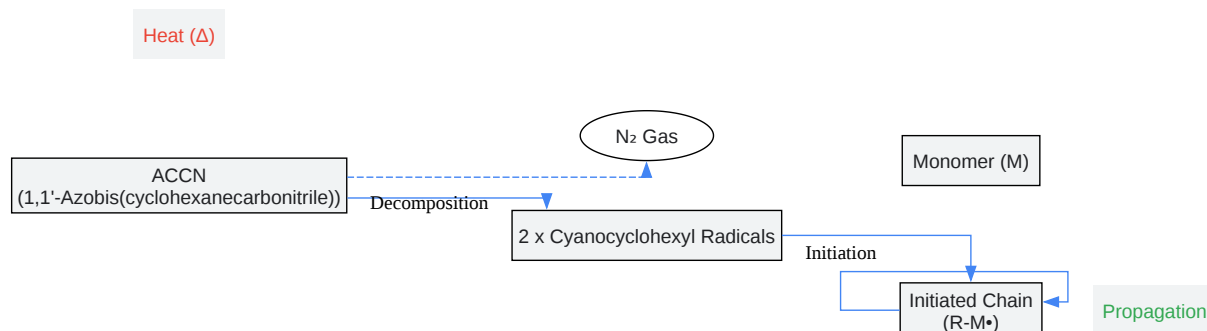 Heat (Δ)
N₂ Gas
Monomer (M)
ACCN
(1,1'-Azobis(cyclohexanecarbonitrile))
Decomposition
2 x Cyanocyclohexyl Radicals
Initiation
Initiated Chain
(R-M•)
Propagation